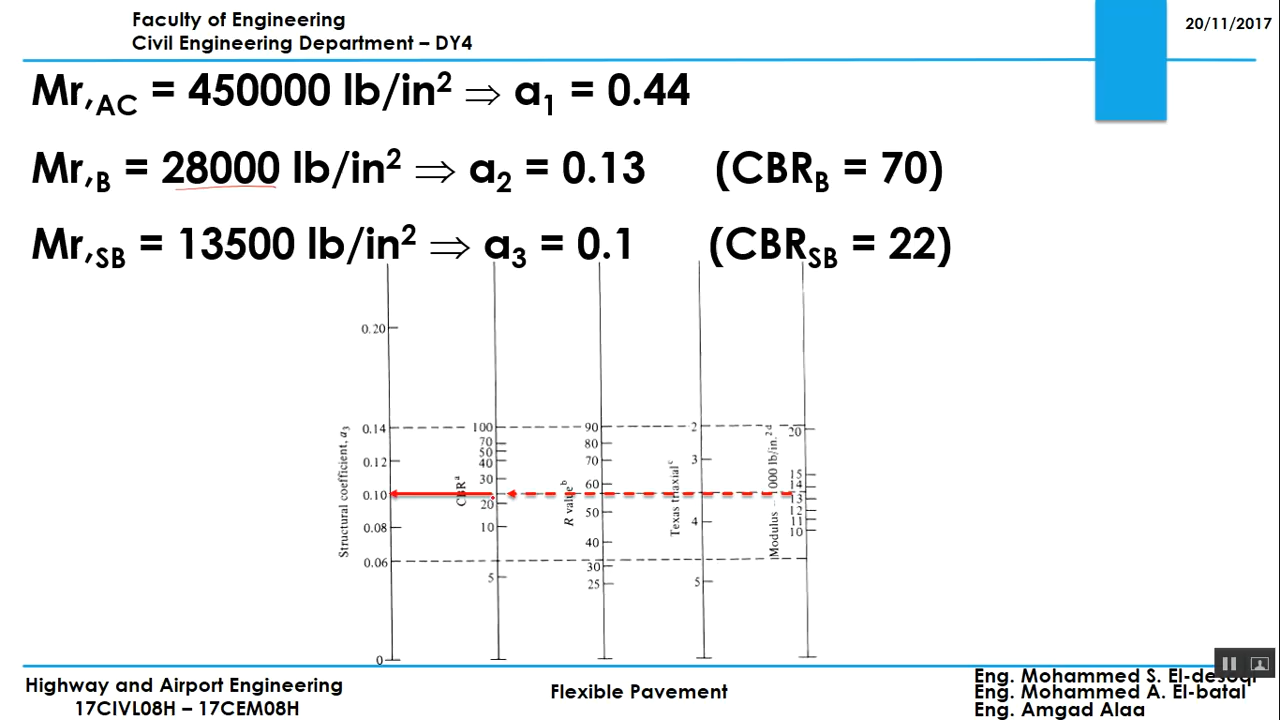 Faculty of Engineering
Civil Engineering Department – DY4
20/11/2017
Mr,AC = 450000 lb/in² ⇒ a₁ = 0.44
Mr,B = 28000 lb/in² ⇒ a₂ = 0.13 (CBRB = 70)
Mr,SB = 13500 lb/in² ⇒ a₃ = 0.1 (CBRSB = 22)
Structural coefficient, a₃
0.20
0.14
0.12
0.10
0.08
0.06
0
CBRᵃ
100
70
50
40
30
20
10
5
R valueᵇ
90
80
70
60
50
40
30
25
Texas triaxialᶜ
2
3
4
5
Modulus – 000 lb/in.²ᵈ
20
15
14
13
12
11
10
Highway and Airport Engineering
17CIVL08H – 17CEM08H
Flexible Pavement
Eng. Mohammed S. El-desoqi
Eng. Mohammed A. El-batal
Eng. Amgad Alaa